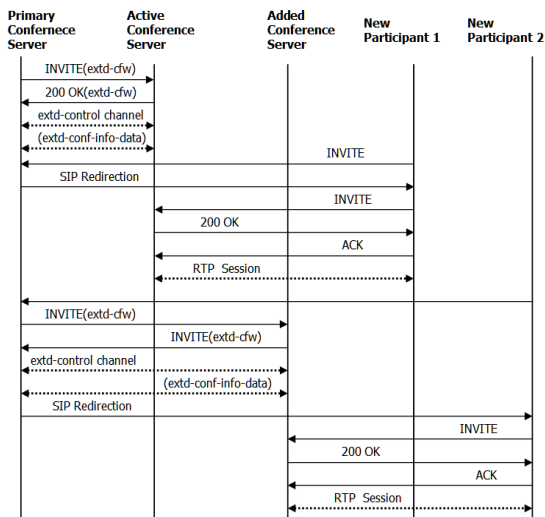 Primary
Confernece
Server
Active
Conference
Server
Added
Conference
Server
New
Participant 1
New
Participant 2
INVITE(extd-cfw)
200 OK(extd-cfw)
extd-control channel
(extd-conf-info-data)
INVITE
SIP Redirection
INVITE
200 OK
ACK
RTP Session
INVITE(extd-cfw)
INVITE(extd-cfw)
extd-control channel
(extd-conf-info-data)
SIP Redirection
INVITE
200 OK
ACK
RTP Session